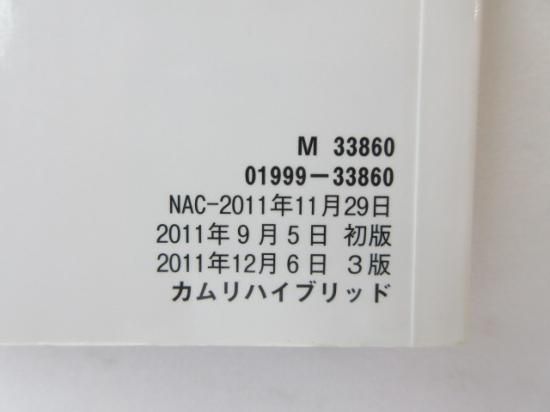 M 33860
01999－33860
NAC-2011年11月29日
2011年9月5日 初版
2011年12月6日 3版
カムリハイブリッド